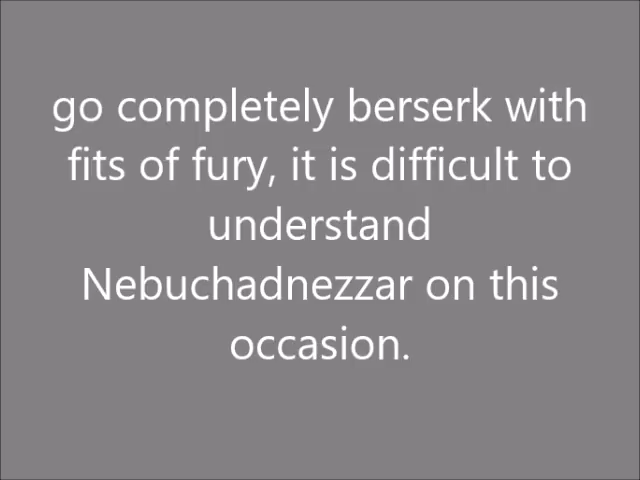 go completely berserk with
fits of fury, it is difficult to
understand
Nebuchadnezzar on this
occasion.